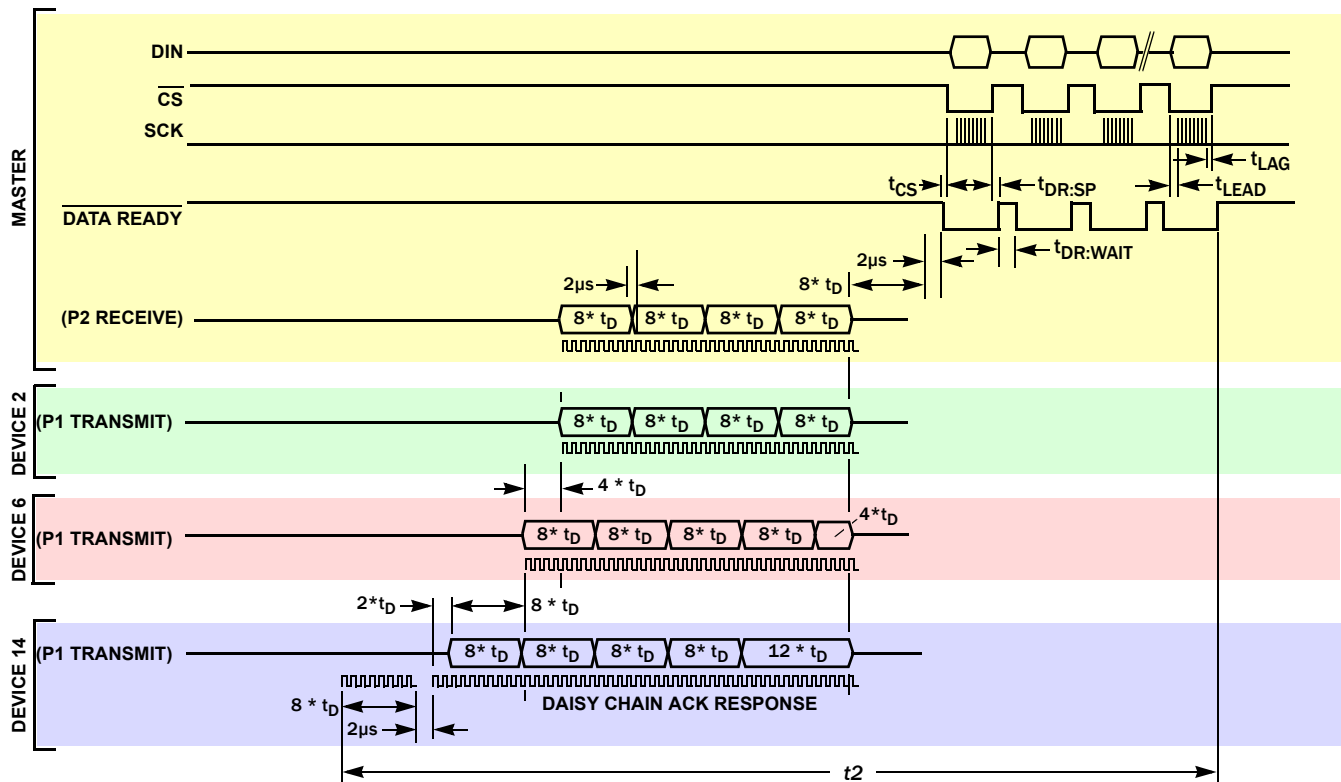 MASTER
DIN
CS
SCK
tLAG
tCS
tDR:SP
tLEAD
DATA READY
tDR:WAIT
2µs
2µs
8* tD
(P2 RECEIVE)
8* tD 8* tD 8* tD 8* tD
DEVICE 2
(P1 TRANSMIT)
8* tD 8* tD 8* tD 8* tD
4 * tD
DEVICE 6
(P1 TRANSMIT)
8* tD 8* tD 8* tD 8* tD
4*tD
2*tD
8 * tD
DEVICE 14
(P1 TRANSMIT)
8* tD 8* tD 8* tD 8* tD 12 * tD
8 * tD
DAISY CHAIN ACK RESPONSE
2µs
t2